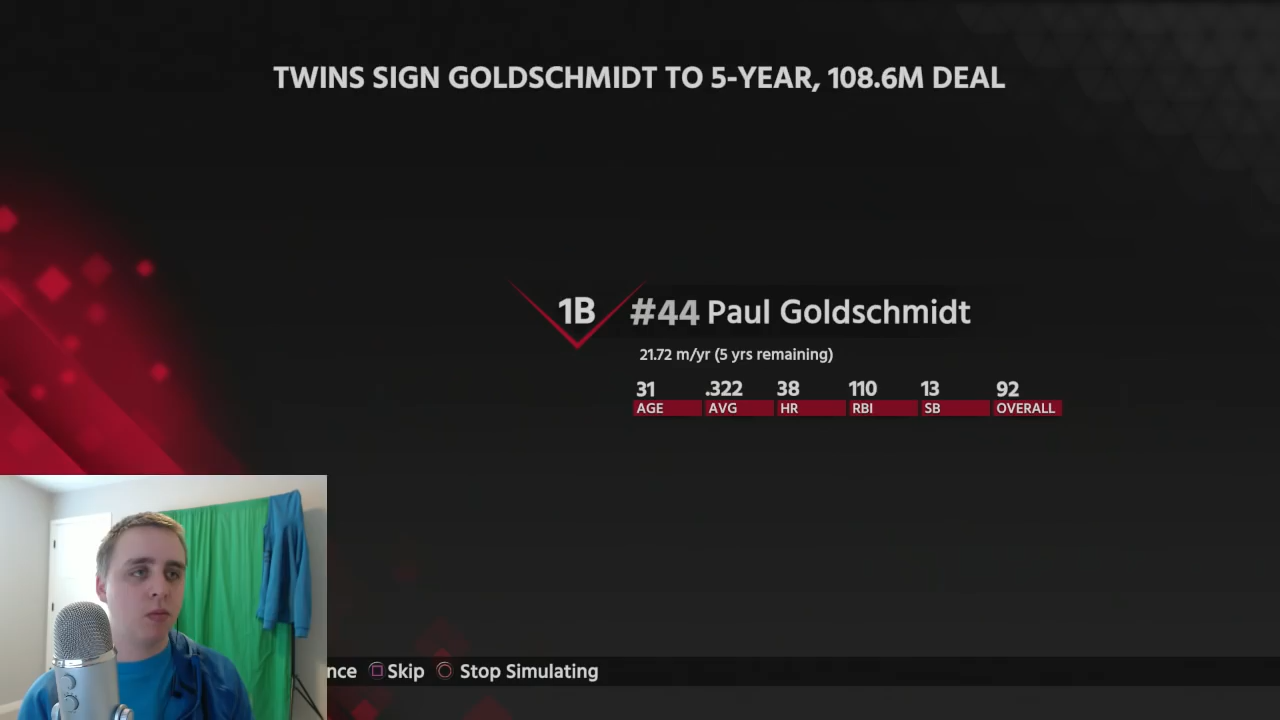 TWINS SIGN GOLDSCHMIDT TO 5-YEAR, 108.6M DEAL
1B #44 Paul Goldschmidt
21.72 m/yr (5 yrs remaining)
31 .322 38 110 13 92
AGE AVG HR RBI SB OVERALL
nce Skip Stop Simulating